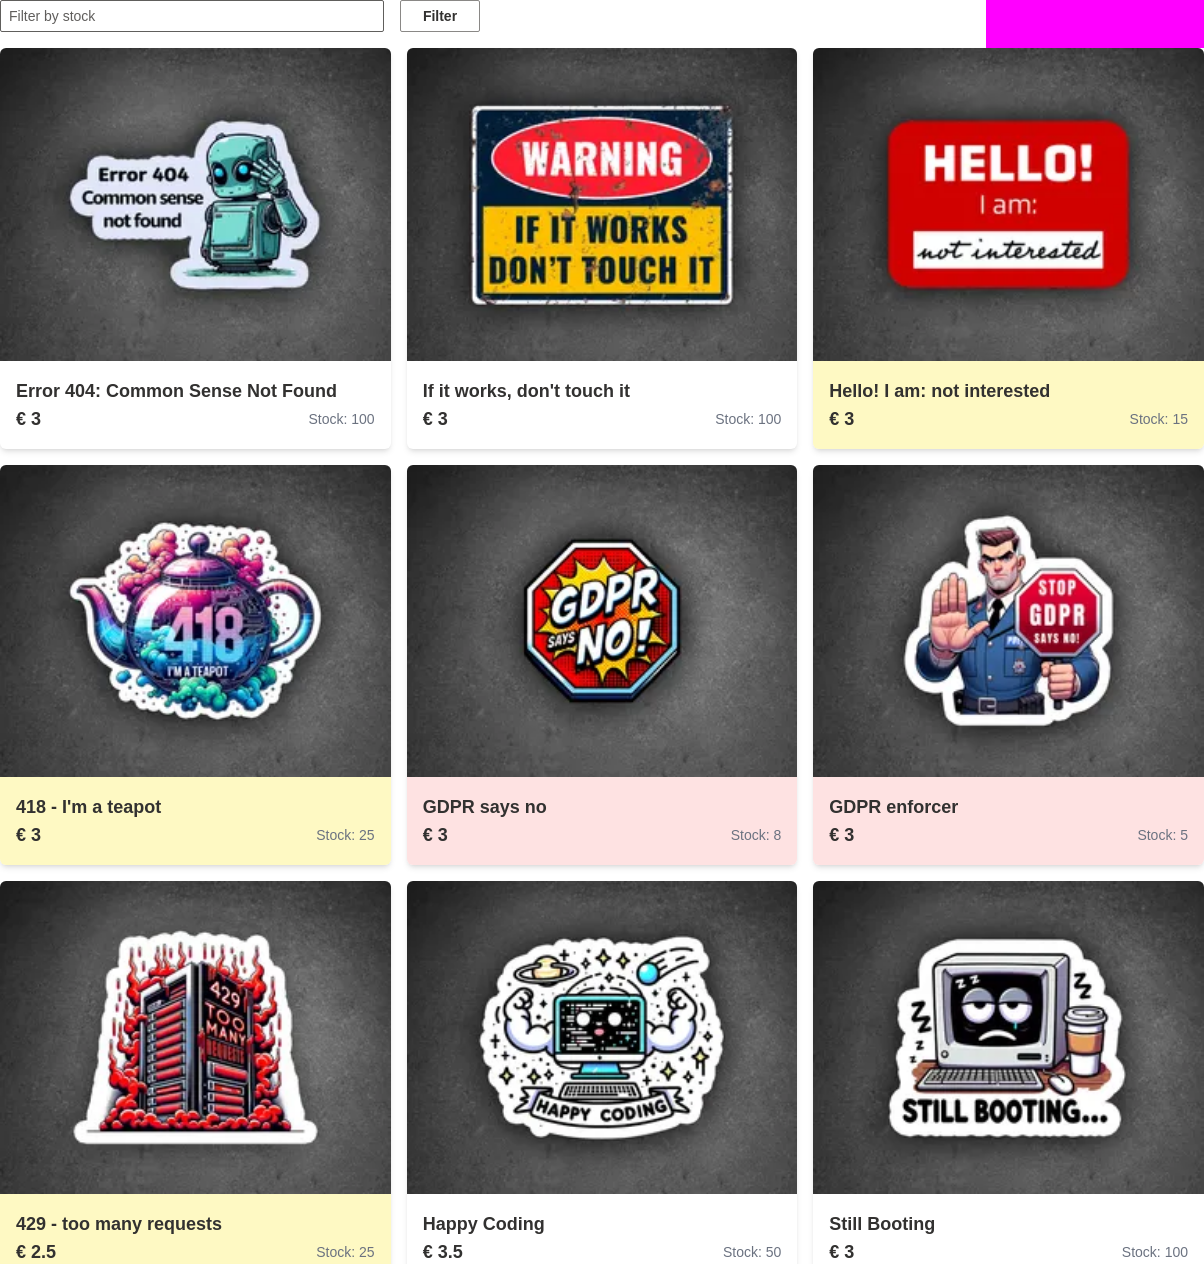 Filter by stock
Filter
Error 404
Common sense
not found
WARNING
IF IT WORKS
DON'T TOUCH IT
HELLO!
I am:
not interested
Error 404: Common Sense Not Found
€ 3
Stock: 100
If it works, don't touch it
€ 3
Stock: 100
Hello! I am: not interested
€ 3
Stock: 15
418
I'M A TEAPOT
GDPR
SAYS
NO!
STOP
GDPR
SAYS NO!
418 - I'm a teapot
€ 3
Stock: 25
GDPR says no
€ 3
Stock: 8
GDPR enforcer
€ 3
Stock: 5
429
TOO
MANY
REQUESTS
HAPPY CODING
z z
z
z
z
z
z
STILL BOOTING...
429 - too many requests
€ 2.5
Stock: 25
Happy Coding
€ 3.5
Stock: 50
Still Booting
€ 3
Stock: 100